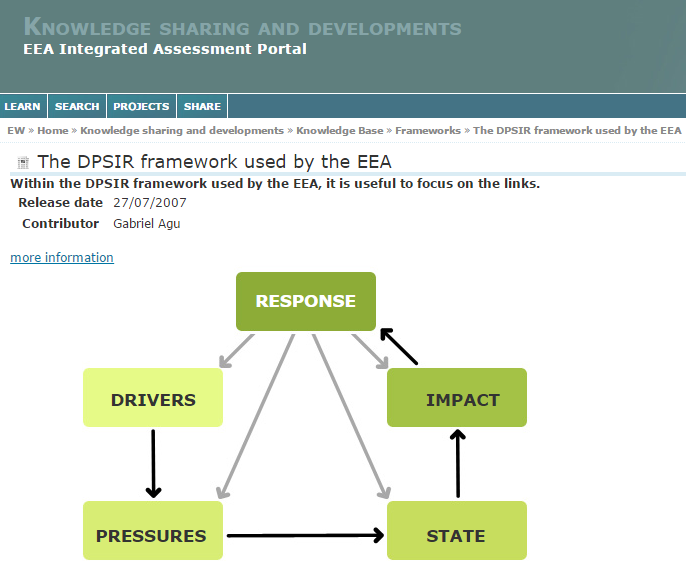 KNOWLEDGE SHARING AND DEVELOPMENTS
EEA Integrated Assessment Portal
LEARN SEARCH PROJECTS SHARE
EW » Home » Knowledge sharing and developments » Knowledge Base » Frameworks » The DPSIR framework used by the EEA
The DPSIR framework used by the EEA
Within the DPSIR framework used by the EEA, it is useful to focus on the links.
Release date 27/07/2007
Contributor Gabriel Agu
more information
RESPONSE
DRIVERS IMPACT
PRESSURES STATE